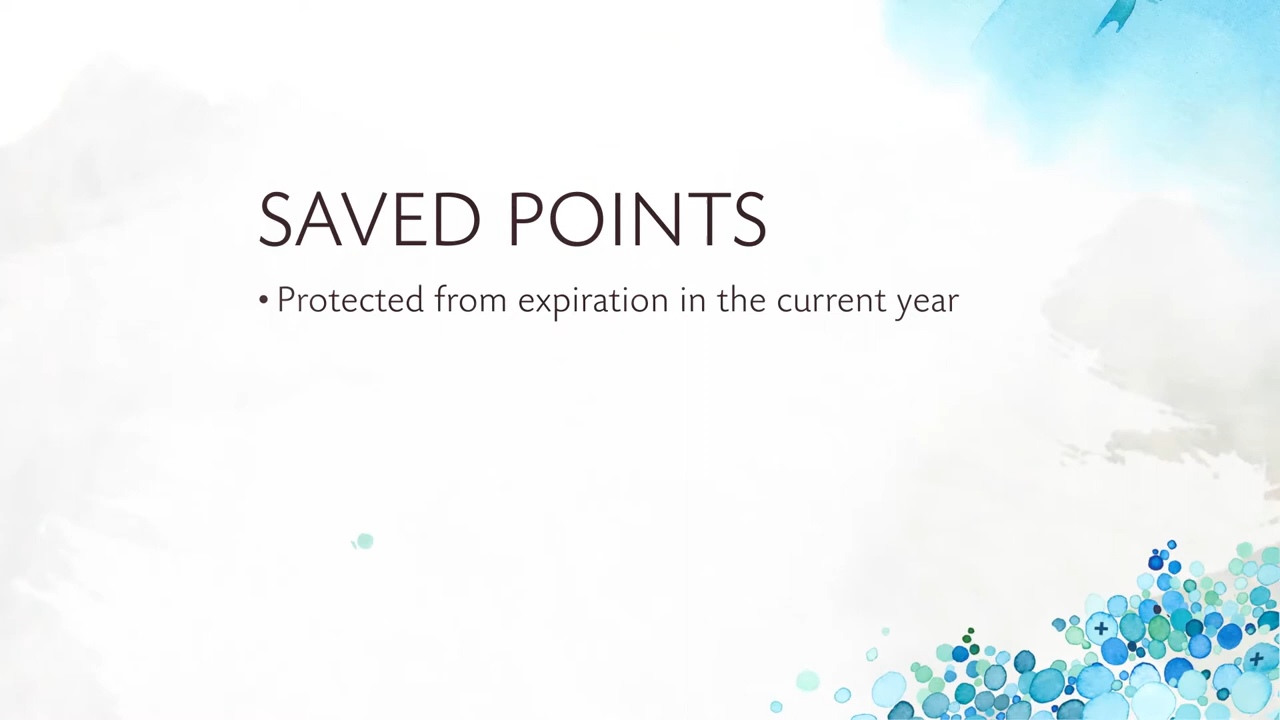 SAVED POINTS
• Protected from expiration in the current year